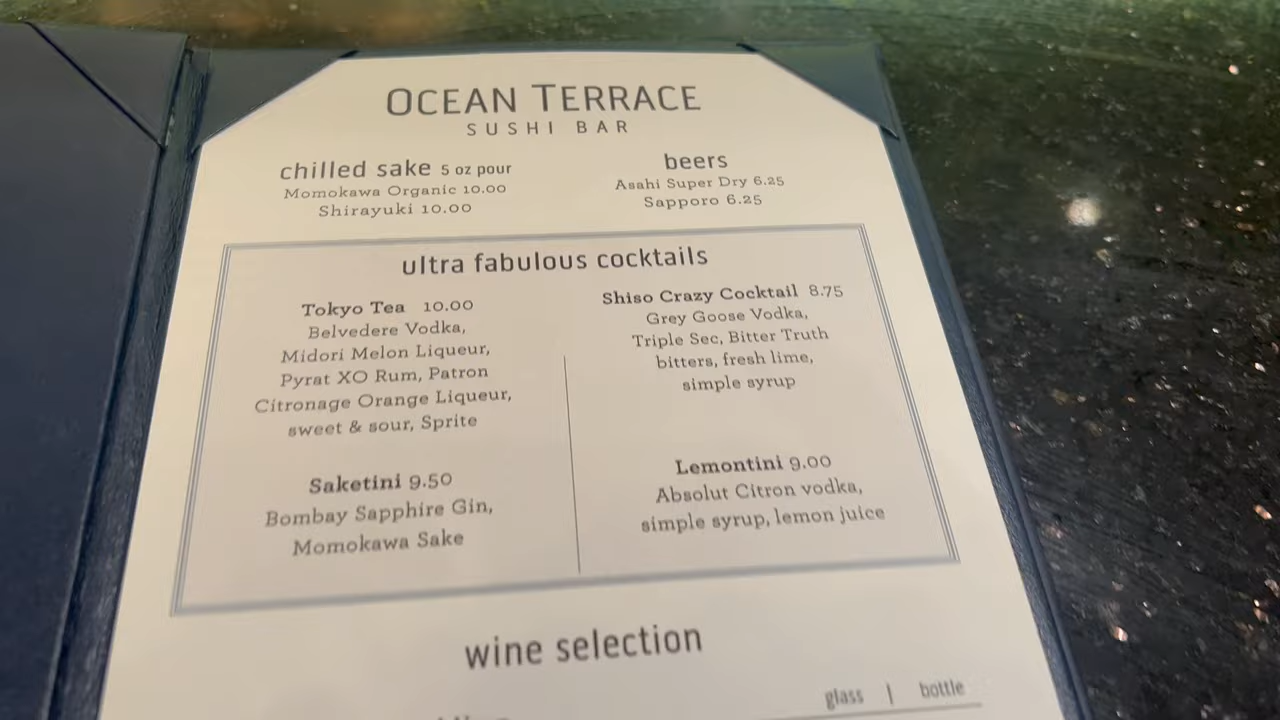 OCEAN TERRACE
SUSHI BAR
chilled sake 5 oz pour
Momokawa Organic 10.00
Shirayuki 10.00
beers
Asahi Super Dry 6.25
Sapporo 6.25
ultra fabulous cocktails
Tokyo Tea 10.00
Belvedere Vodka,
Midori Melon Liqueur,
Pyrat XO Rum, Patron
Citronage Orange Liqueur,
sweet & sour, Sprite
Saketini 9.50
Bombay Sapphire Gin,
Momokawa Sake
Shiso Crazy Cocktail 8.75
Grey Goose Vodka,
Triple Sec, Bitter Truth
bitters, fresh lime,
simple syrup
Lemontini 9.00
Absolut Citron vodka,
simple syrup, lemon juice
wine selection
glass | bottle